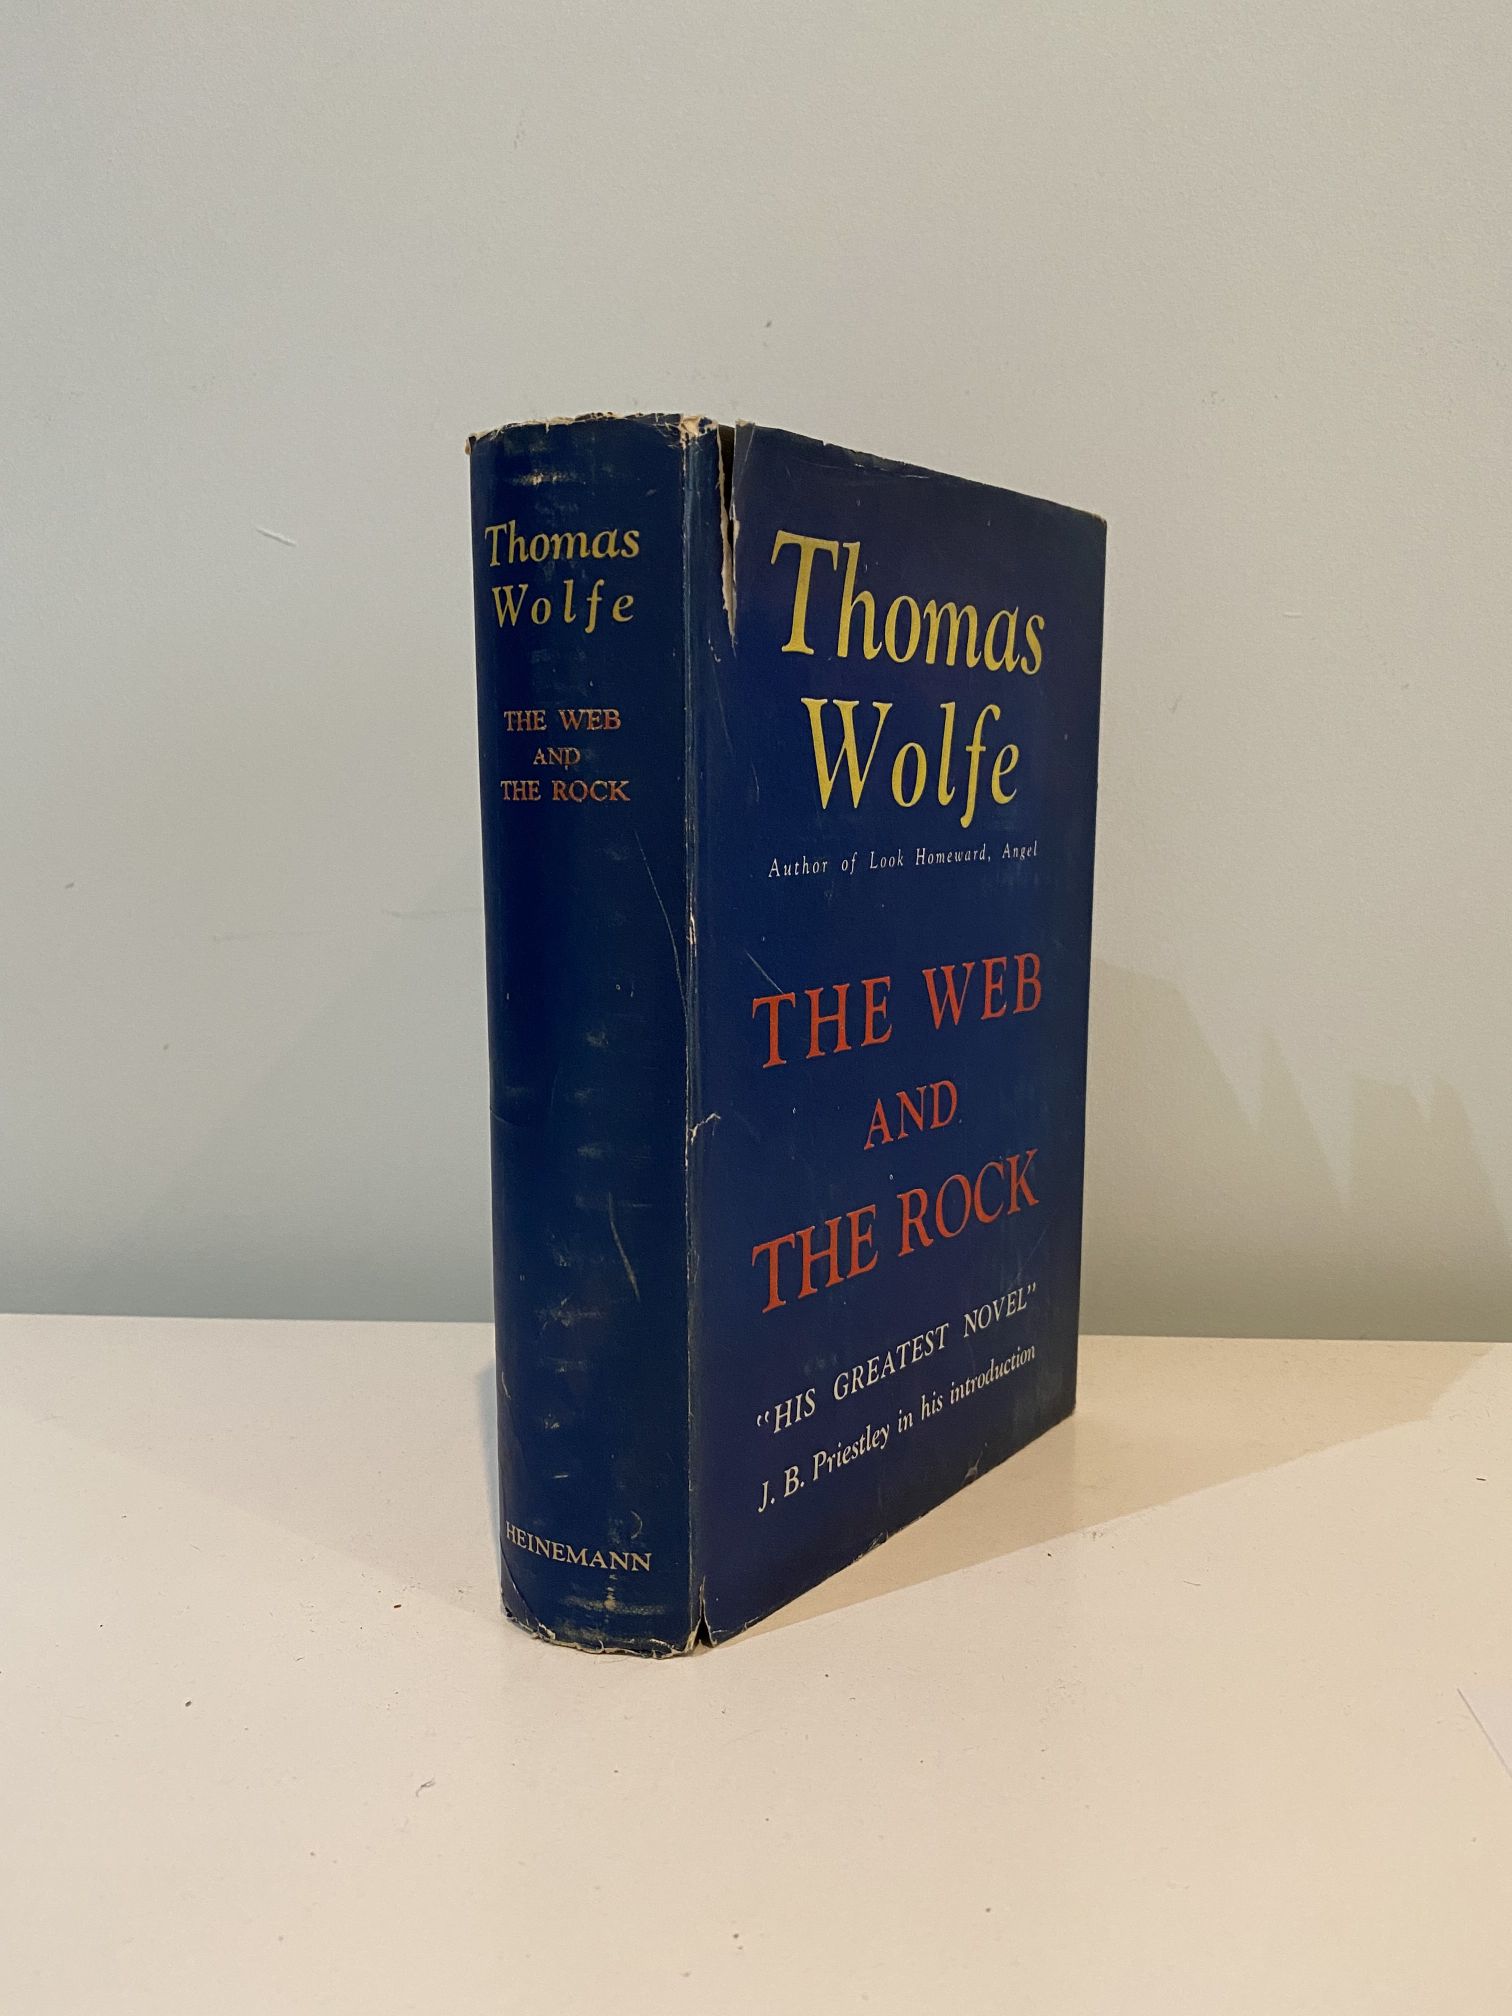 Thomas
Wolfe
THE WEB
AND
THE ROCK
HEINEMANN
Thomas
Wolfe
Author of Look Homeward, Angel
THE WEB
AND
THE ROCK
"HIS GREATEST NOVEL"
J. B. Priestley in his introduction